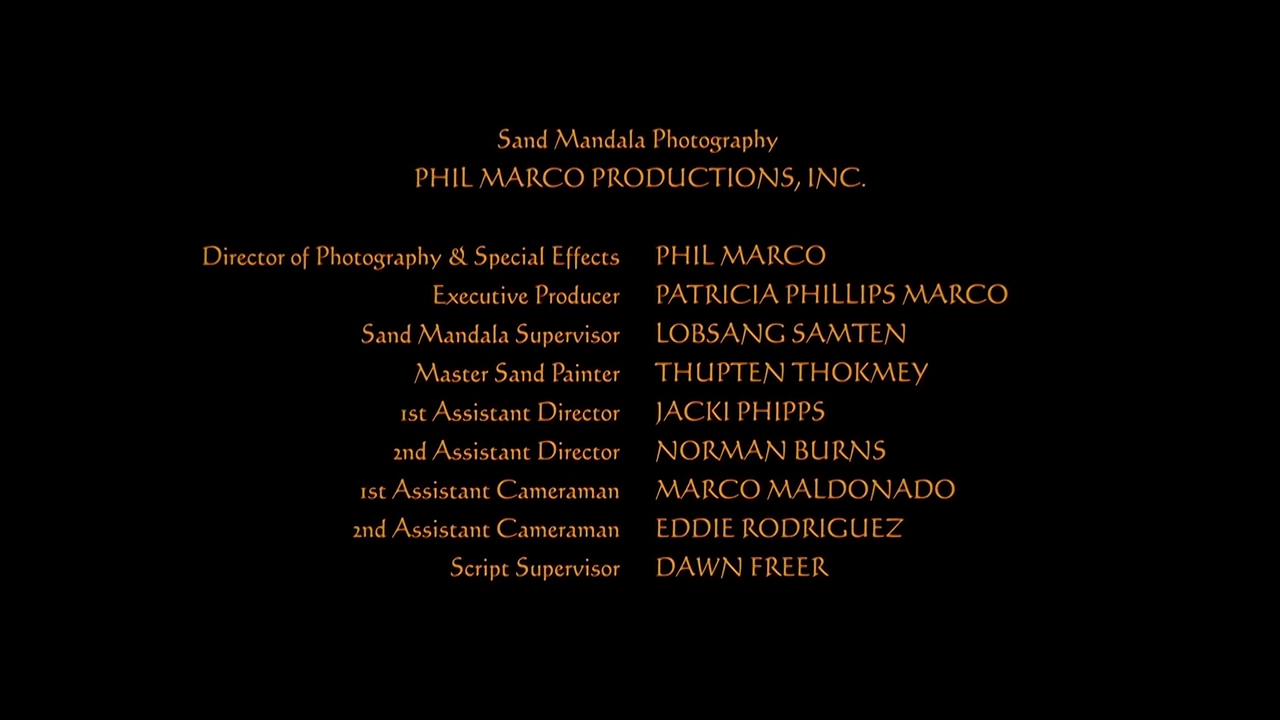 Sand Mandala Photography
PHIL MARCO PRODUCTIONS, INC.
Director of Photography & Special Effects PHIL MARCO
Executive Producer PATRICIA PHILLIPS MARCO
Sand Mandala Supervisor LOBSANG SAMTEN
Master Sand Painter THUPTEN THOKMEY
1st Assistant Director JACKI PHIPPS
2nd Assistant Director NORMAN BURNS
1st Assistant Cameraman MARCO MALDONADO
2nd Assistant Cameraman EDDIE RODRIGUEZ
Script Supervisor DAWN FREER